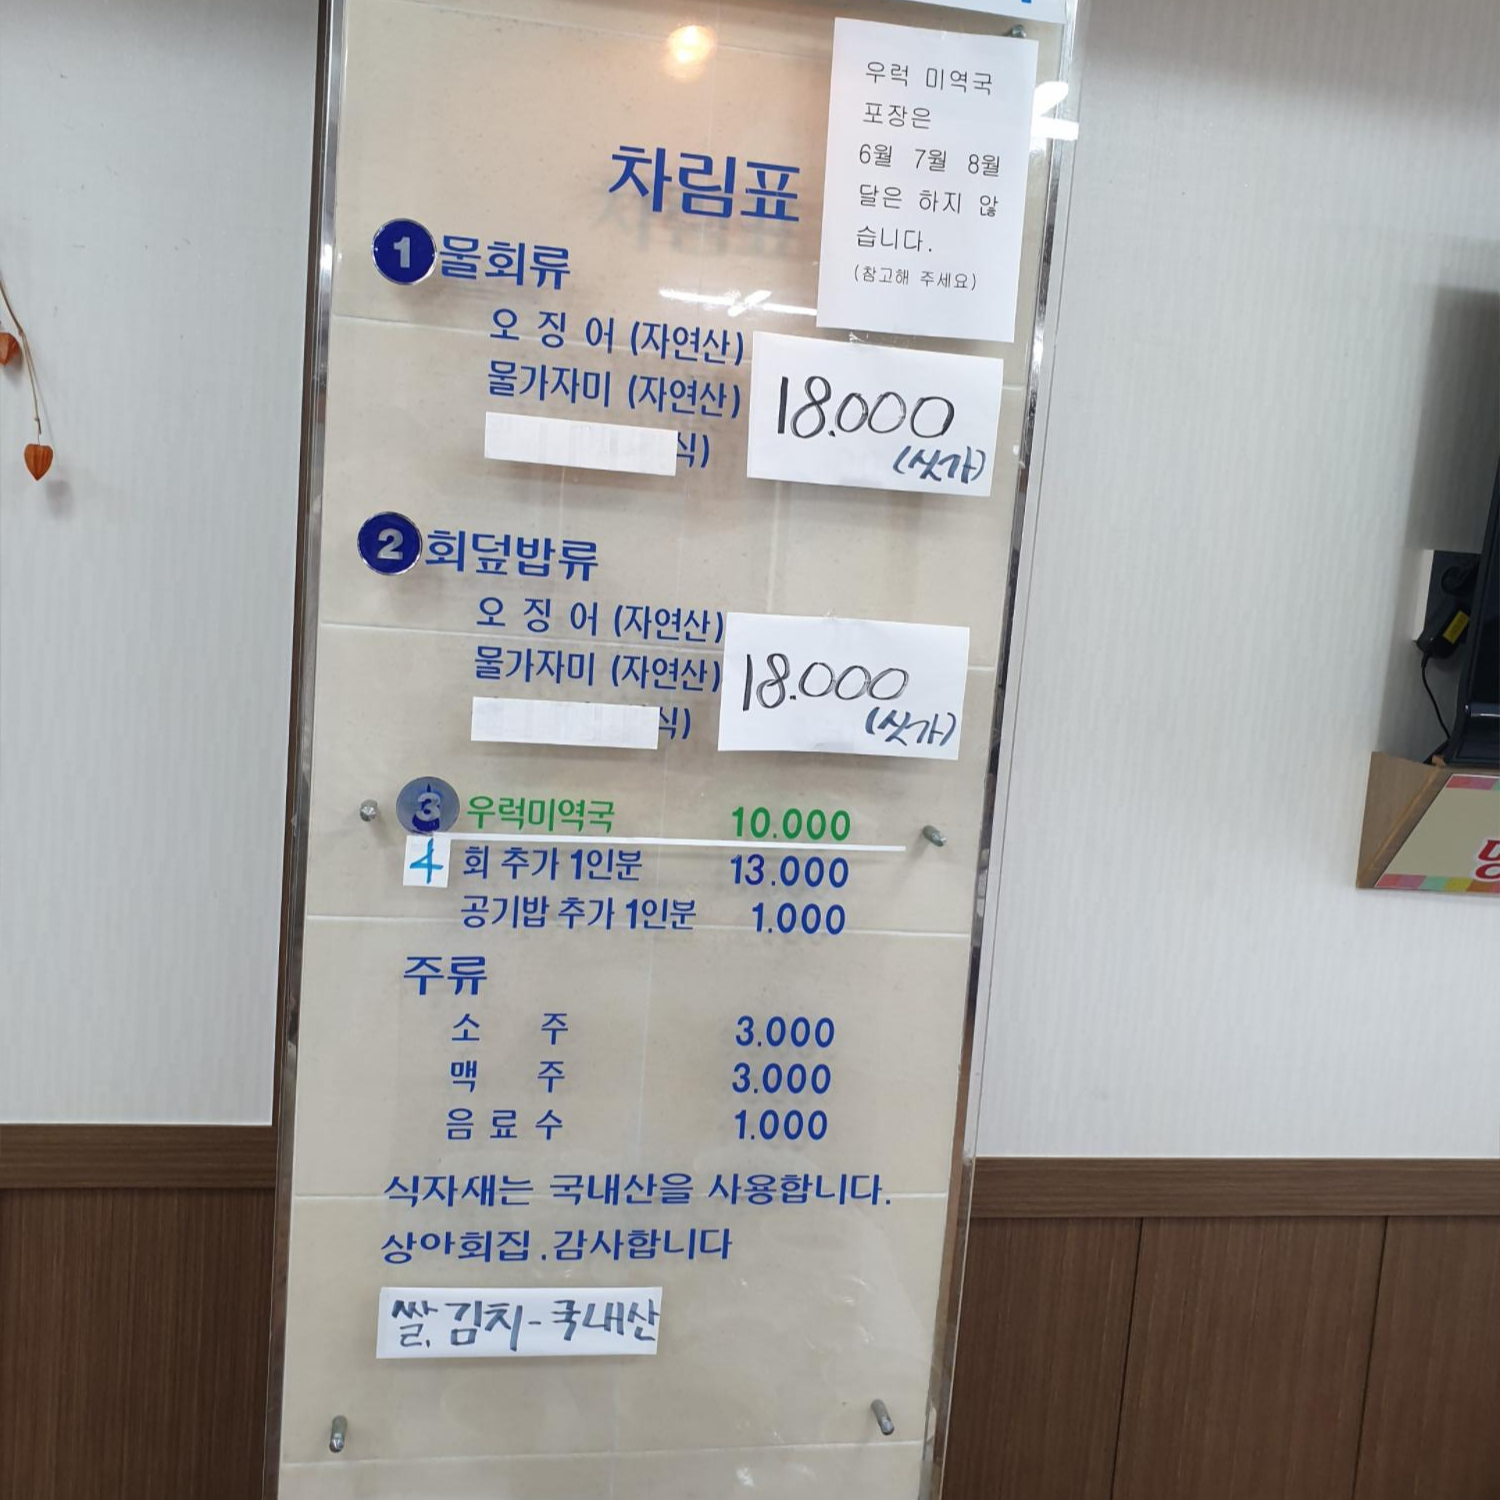 우럭 미역국
포장은
6월 7월 8월
달은 하지 않
습니다.
(참고해 주세요)
차림표
1 물회류
오 징 어 (자연산)
물가자미 (자연산)
식)
18.000
(싯가)
2 회덮밥류
오 징 어 (자연산)
물가자미 (자연산)
식)
18.000
(싯가)
3 우럭미역국 10.000
4 회 추가 1인분 13.000
공기밥 추가 1인분 1.000
주류
소 주 3.000
맥 주 3.000
음 료 수 1.000
식자재는 국내산을 사용합니다.
상아회집.감사합니다
쌀, 김치-국내산